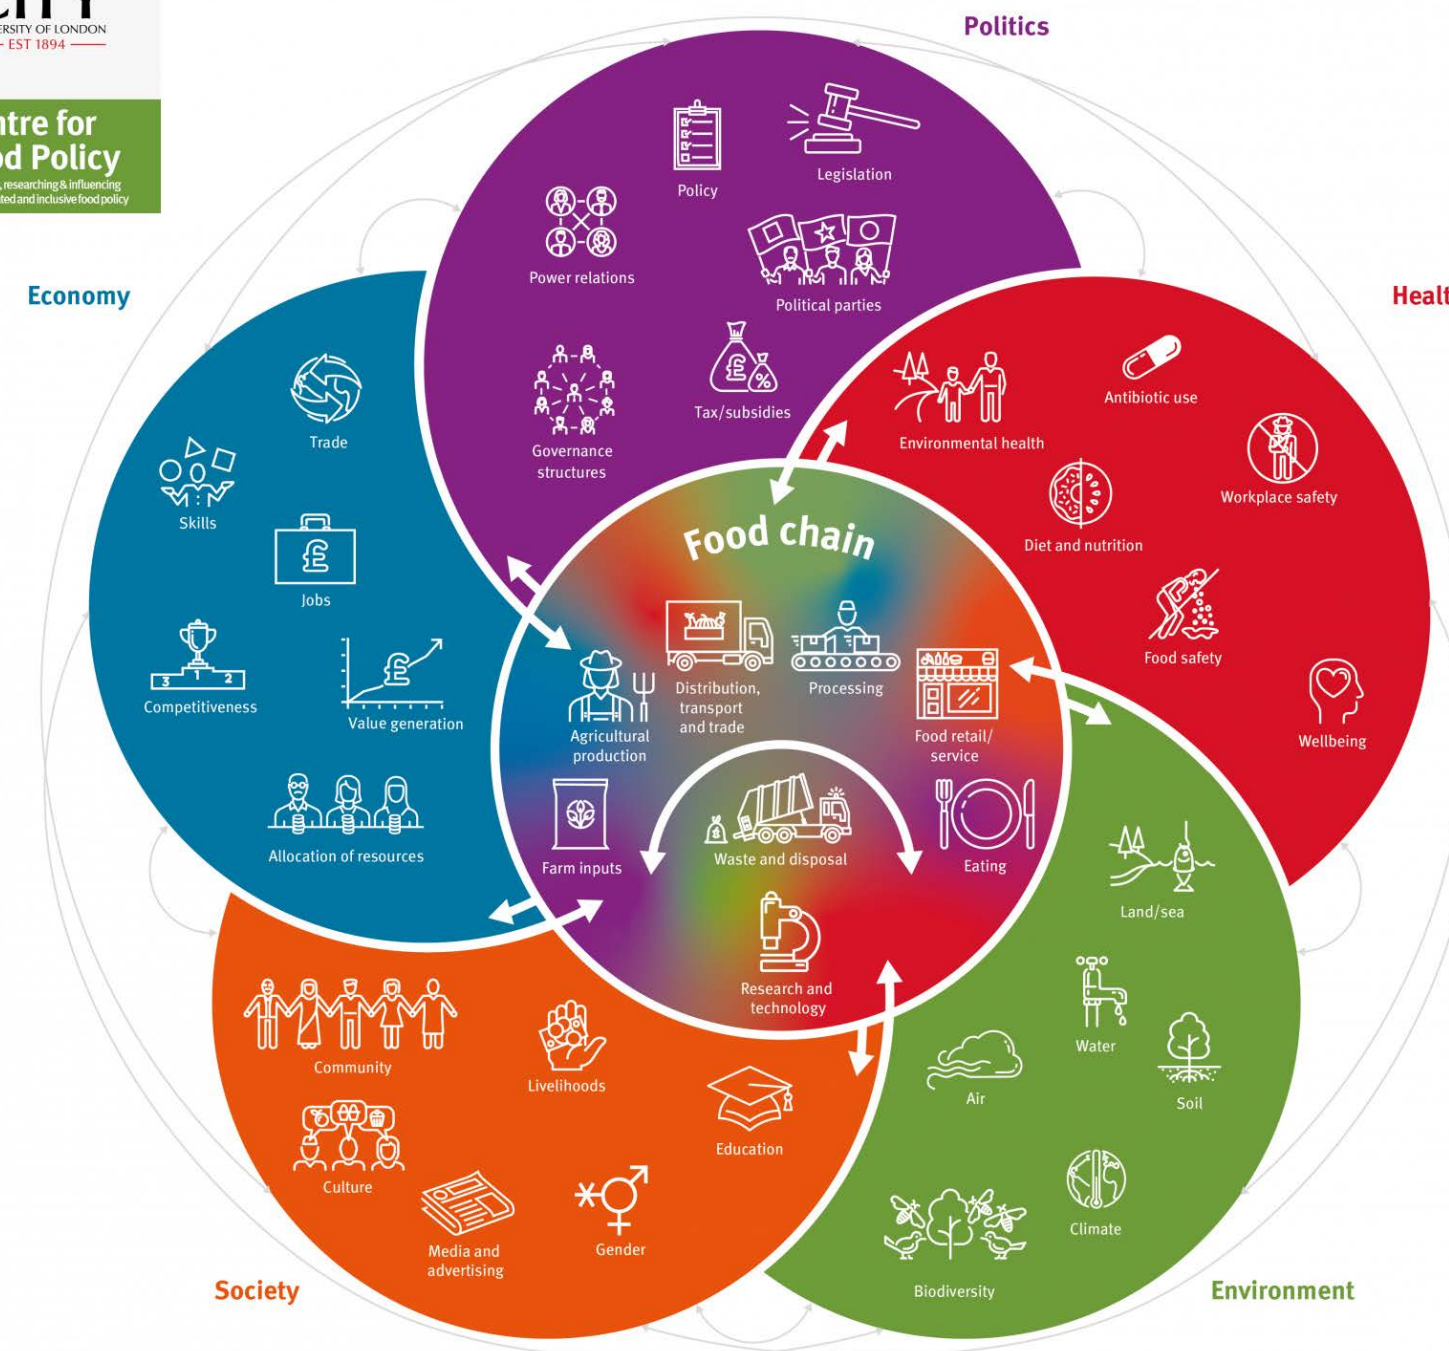 CITY
ERSITY OF LONDON
EST 1894
ntre for
od Policy
, researching & influencing
ted and inclusive food policy
Politics
Policy
Legislation
Power relations
Political parties
Tax/subsidies
Governance
structures
Economy
Trade
Skills
Jobs
£
Competitiveness
3 1 2
Value generation
£
Allocation of resources
Healt
Environmental health
Antibiotic use
Workplace safety
Diet and nutrition
Food safety
Wellbeing
£
%
Food chain
Distribution,
transport
and trade
Processing
Agricultural
production
Food retail/
service
Farm inputs
Waste and disposal
Eating
Research and
technology
Society
Community
Livelihoods
Education
Culture
Media and
advertising
Gender
Environment
Land/sea
Water
Air
Soil
Climate
Biodiversity